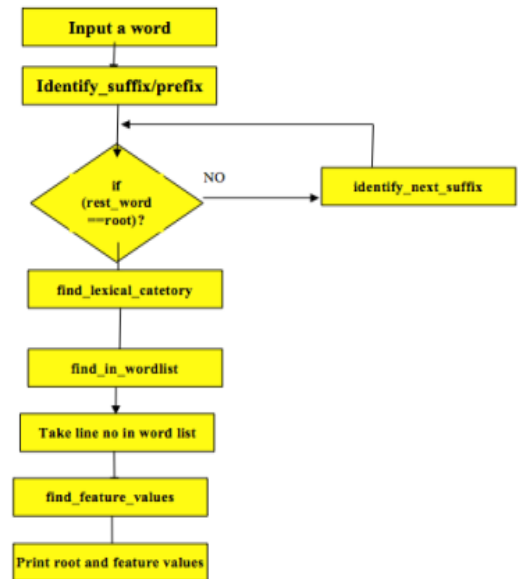 Input a word
Identify_suffix/prefix
if
(rest_word
==root)?
NO
identify_next_suffix
find_lexical_catetory
find_in_wordlist
Take line no in word list
find_feature_values
Print root and feature values